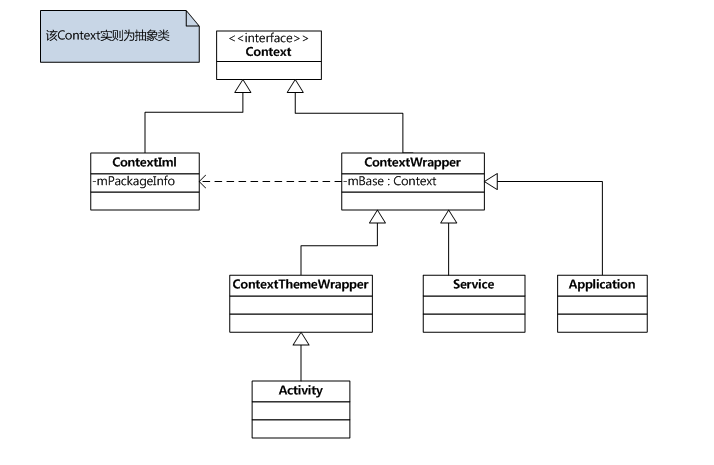 该Context实则为抽象类
<<interface>>
Context
ContextIml
-mPackageInfo
ContextWrapper
-mBase : Context
ContextThemeWrapper
Service
Application
Activity